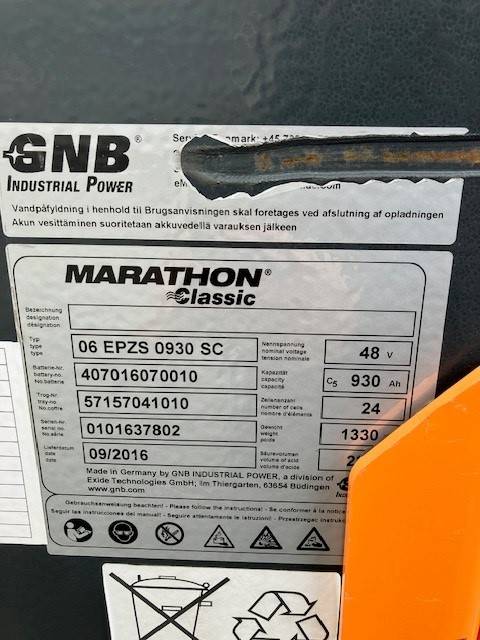 GNB®
INDUSTRIAL POWER
Vandpåfyldning i henhold til Brugsanvisningen skal foretages ved afslutning af opladningen
Akun vesittäminen suoritetaan akkuvedellä varauksen jälkeen
MARATHON®
Classic
Bezeichnung
designation
désignation
Typ
type
type
06 EPZS 0930 SC
Nennspannung
nominal voltage
tension nominale
48 V
Batterie-Nr.
battery-no.
No.batterie
407016070010
Kapazität
capacity
capacité
C5 930 Ah
Trog-Nr.
tray-no
No.coffre
57157041010
Zellenanzahl
number of cells
nombre d'éléments
24
Serien-Nr.
serial no.
No.série
0101637802
Gewicht
weight
poids
1330
Lieferdatum
date
date
09/2016
Säurevolumen
volume of acid
volume d'acide
Made in Germany by GNB INDUSTRIAL POWER, a division of
Exide Technologies GmbH; Im Thiergarten, 63654 Büdingen
www.gnb.com
Gebrauchsanweisung beachten! - Please follow the instructions! - Se conformer à la
Seguir las instrucciones del manual! - Seguire attentamente le istruzioni! - Przestrzegac